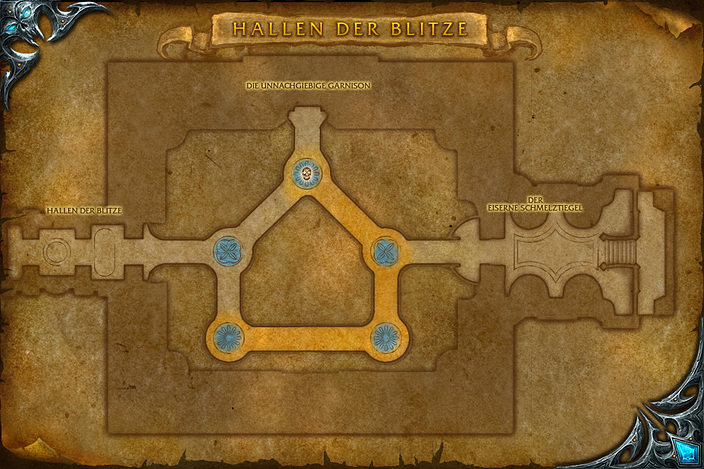 HALLEN DER BLITZE
DIE UNNACHGIEBIGE GARNISON
HALLEN DER BLITZE
DER
EISERNE SCHMELZTIEGEL